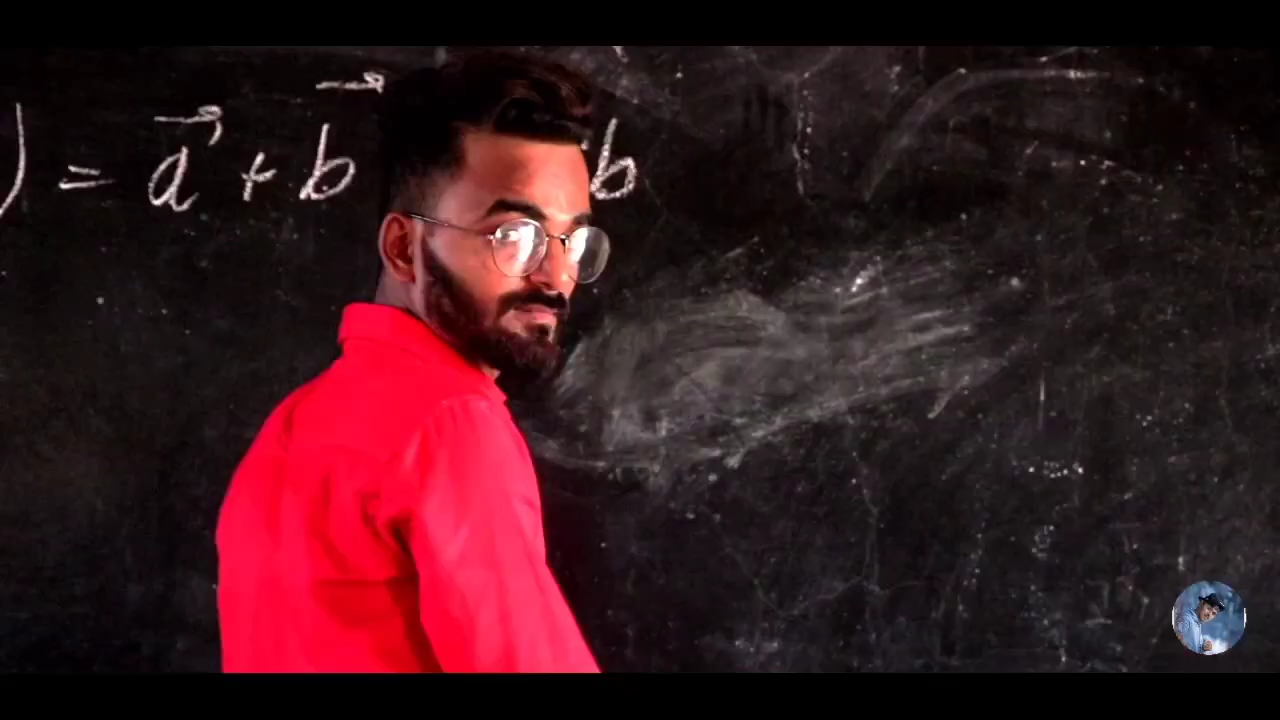 ) = a⃗ + b⃗ b